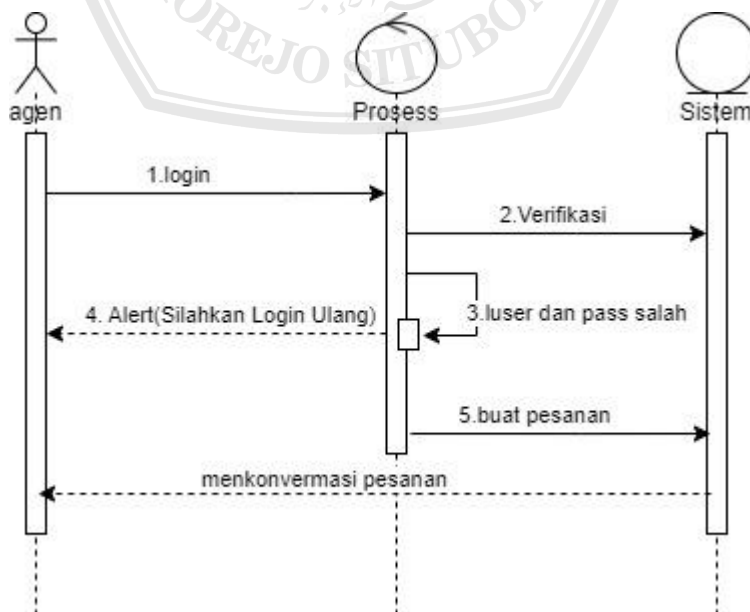 OREJO SITUBON
agen
Prosess
Sistem
1.login
2.Verifikasi
3.luser dan pass salah
4. Alert(Silahkan Login Ulang)
5.buat pesanan
menkonvermasi pesanan